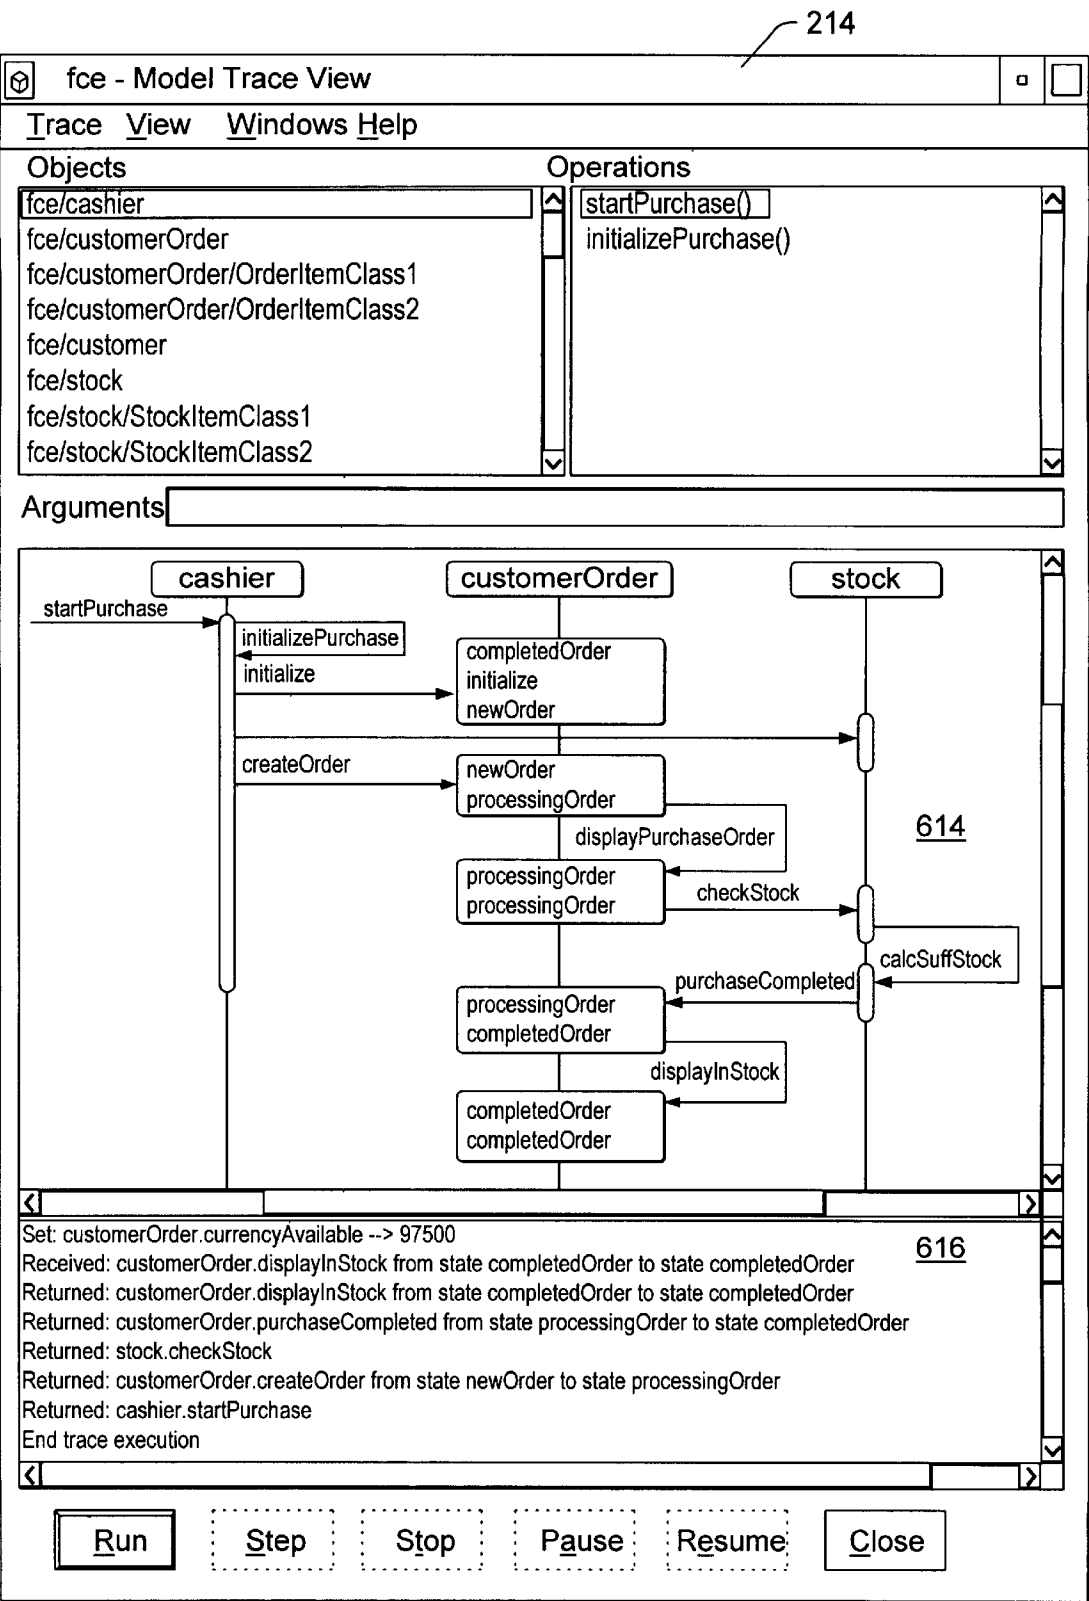 214
fce - Model Trace View
Trace View Windows Help
Objects
Operations
fce/cashier
fce/customerOrder
fce/customerOrder/OrderItemClass1
fce/customerOrder/OrderItemClass2
fce/customer
fce/stock
fce/stock/StockItemClass1
fce/stock/StockItemClass2
startPurchase()
initializePurchase()
Arguments
cashier
customerOrder
stock
startPurchase
initializePurchase
initialize
completedOrder
initialize
newOrder
createOrder
newOrder
processingOrder
614
displayPurchaseOrder
processingOrder
processingOrder
checkStock
calcSuffStock
purchaseCompleted
processingOrder
completedOrder
displayInStock
completedOrder
completedOrder
Set: customerOrder.currencyAvailable --> 97500
616
Received: customerOrder.displayInStock from state completedOrder to state completedOrder
Returned: customerOrder.displayInStock from state completedOrder to state completedOrder
Returned: customerOrder.purchaseCompleted from state processingOrder to state completedOrder
Returned: stock.checkStock
Returned: customerOrder.createOrder from state newOrder to state processingOrder
Returned: cashier.startPurchase
End trace execution
Run
Step
Stop
Pause
Resume
Close